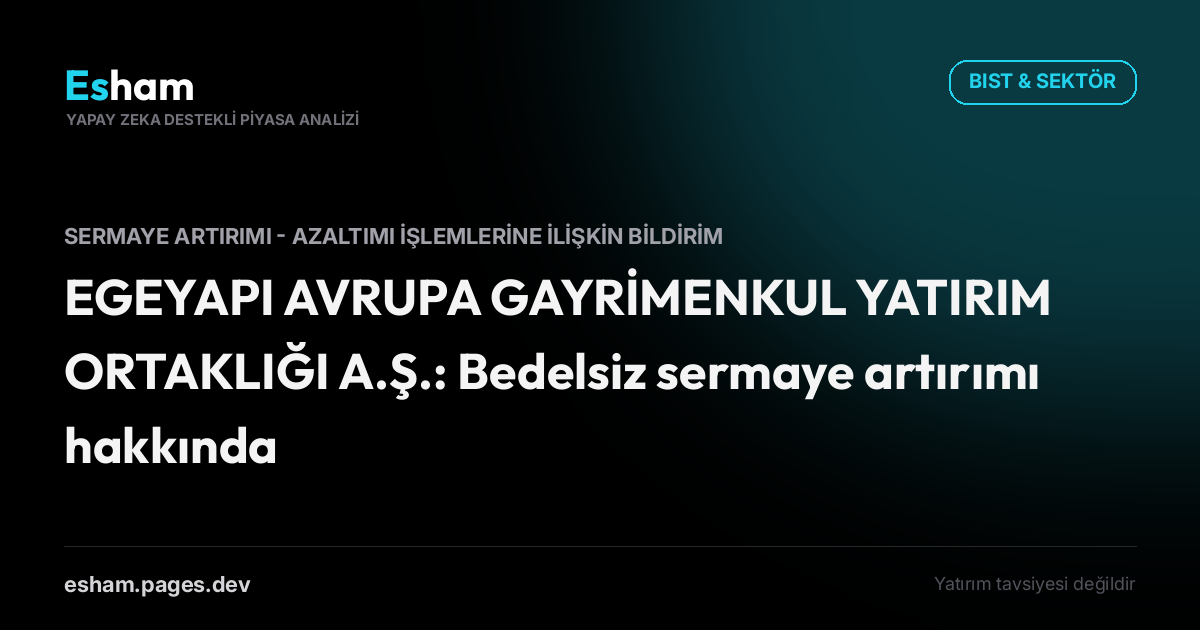 Esham
YAPAY ZEKA DESTEKLİ PİYASA ANALİZİ
BIST & SEKTÖR
SERMAYE ARTIRIMI - AZALTIMI İŞLEMLERİNE İLİŞKİN BİLDİRİM
EGEYAPI AVRUPA GAYRİMENKUL YATIRIM
ORTAKLIĞI A.Ş.: Bedelsiz sermaye artırımı
hakkında
esham.pages.dev
Yatırım tavsiyesi değildir